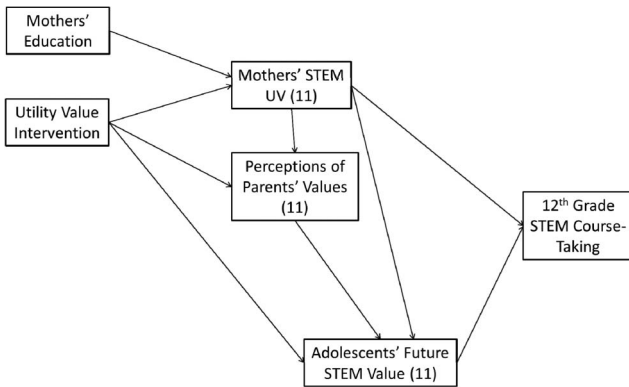 Mothers’
Education
Mothers’ STEM
UV (11)
Utility Value
Intervention
Perceptions of
Parents’ Values
(11)
12th Grade
STEM Course-
Taking
Adolescents’ Future
STEM Value (11)